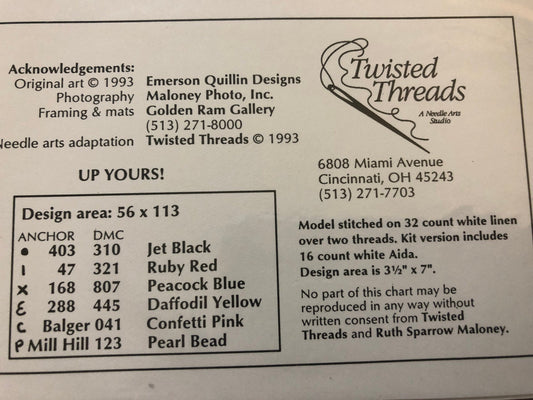 Acknowledgements:
Original art © 1993 Emerson Quillin Designs
Photography Maloney Photo, Inc.
Framing & mats Golden Ram Gallery
(513) 271-8000
Needle arts adaptation Twisted Threads © 1993
Twisted
Threads
A Needle Arts
Studio
6808 Miami Avenue
Cincinnati, OH 45243
(513) 271-7703
UP YOURS!
Design area: 56 x 113
ANCHOR DMC
• 403 310 Jet Black
ı 47 321 Ruby Red
x 168 807 Peacock Blue
ε 288 445 Daffodil Yellow
c Balger 041 Confetti Pink
P Mill Hill 123 Pearl Bead
Model stitched on 32 count white linen
over two threads. Kit version includes
16 count white Aida.
Design area is 3½" x 7".
No part of this chart may be
reproduced in any way without
written consent from Twisted
Threads and Ruth Sparrow Maloney.